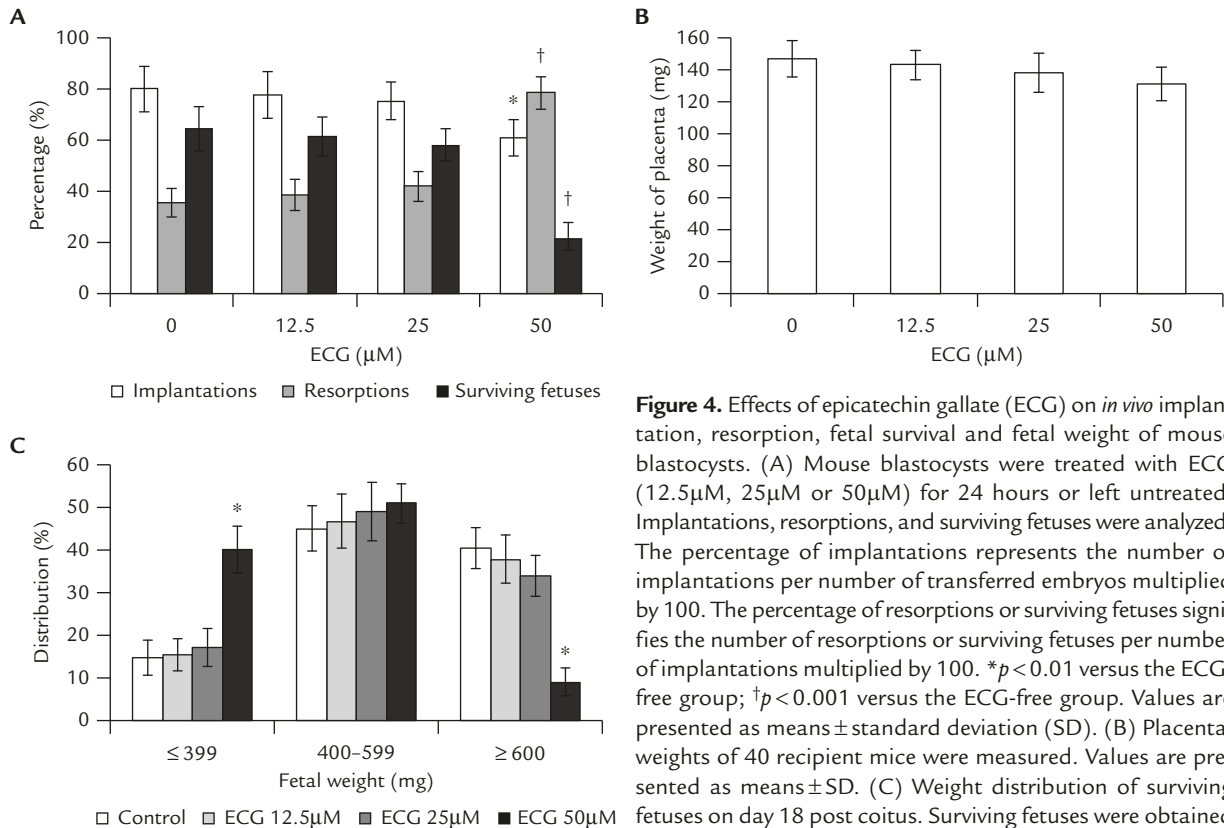 A
100
80
60
40
20
0
Percentage (%)
*
†
†
0 12.5 25 50
ECG (μM)
Implantations Resorptions Surviving fetuses
B
160
140
120
100
80
60
40
20
0
Weight of placenta (mg)
0 12.5 25 50
ECG (μM)
C
60
50
40
30
20
10
0
Distribution (%)
*
*
≤399 400–599 ≥600
Fetal weight (mg)
Control ECG 12.5μM ECG 25μM ECG 50μM
Figure 4. Effects of epicatechin gallate (ECG) on in vivo implan
tation, resorption, fetal survival and fetal weight of mouse
blastocysts. (A) Mouse blastocysts were treated with ECG
(12.5μM, 25μM or 50μM) for 24 hours or left untreated
Implantations, resorptions, and surviving fetuses were analyzed
The percentage of implantations represents the number o
implantations per number of transferred embryos multiplied
by 100. The percentage of resorptions or surviving fetuses signi
fies the number of resorptions or surviving fetuses per number
of implantations multiplied by 100. *p<0.01 versus the ECG
free group; †p<0.001 versus the ECG-free group. Values are
presented as means±standard deviation (SD). (B) Placenta
weights of 40 recipient mice were measured. Values are pre
sented as means±SD. (C) Weight distribution of surviving
fetuses on day 18 post coitus. Surviving fetuses were obtained